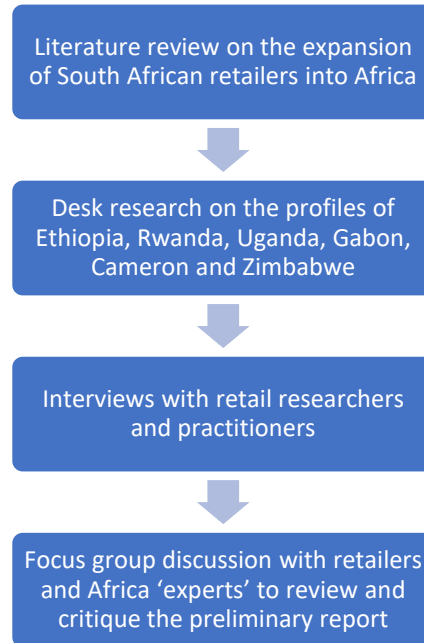 Literature review on the expansion
of South African retailers into Africa
Desk research on the profiles of
Ethiopia, Rwanda, Uganda, Gabon,
Cameron and Zimbabwe
Interviews with retail researchers
and practitioners
Focus group discussion with retailers
and Africa ‘experts’ to review and
critique the preliminary report